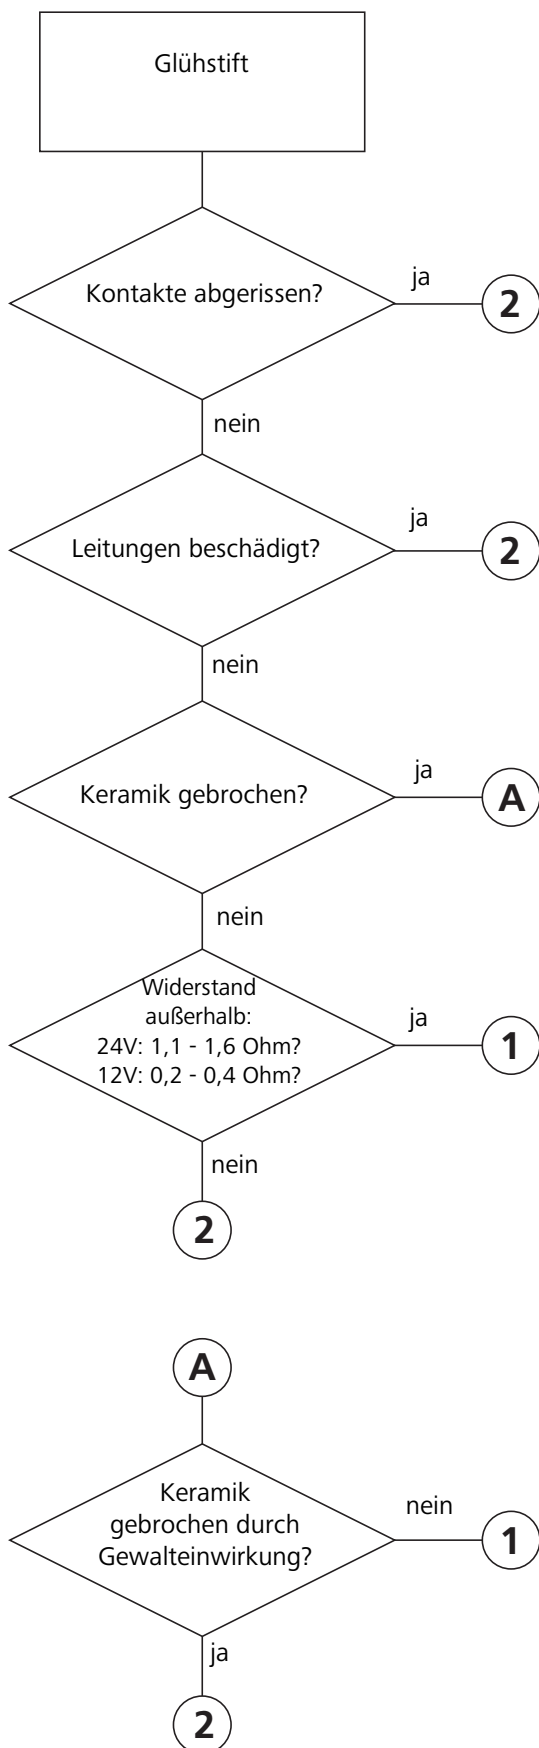 Glühstift
Kontakte abgerissen?
ja
2
nein
Leitungen beschädigt?
ja
2
nein
Keramik gebrochen?
ja
A
nein
Widerstand
außerhalb:
24V: 1,1 - 1,6 Ohm?
12V: 0,2 - 0,4 Ohm?
ja
1
nein
2
A
Keramik
gebrochen durch
Gewalteinwirkung?
nein
1
ja
2